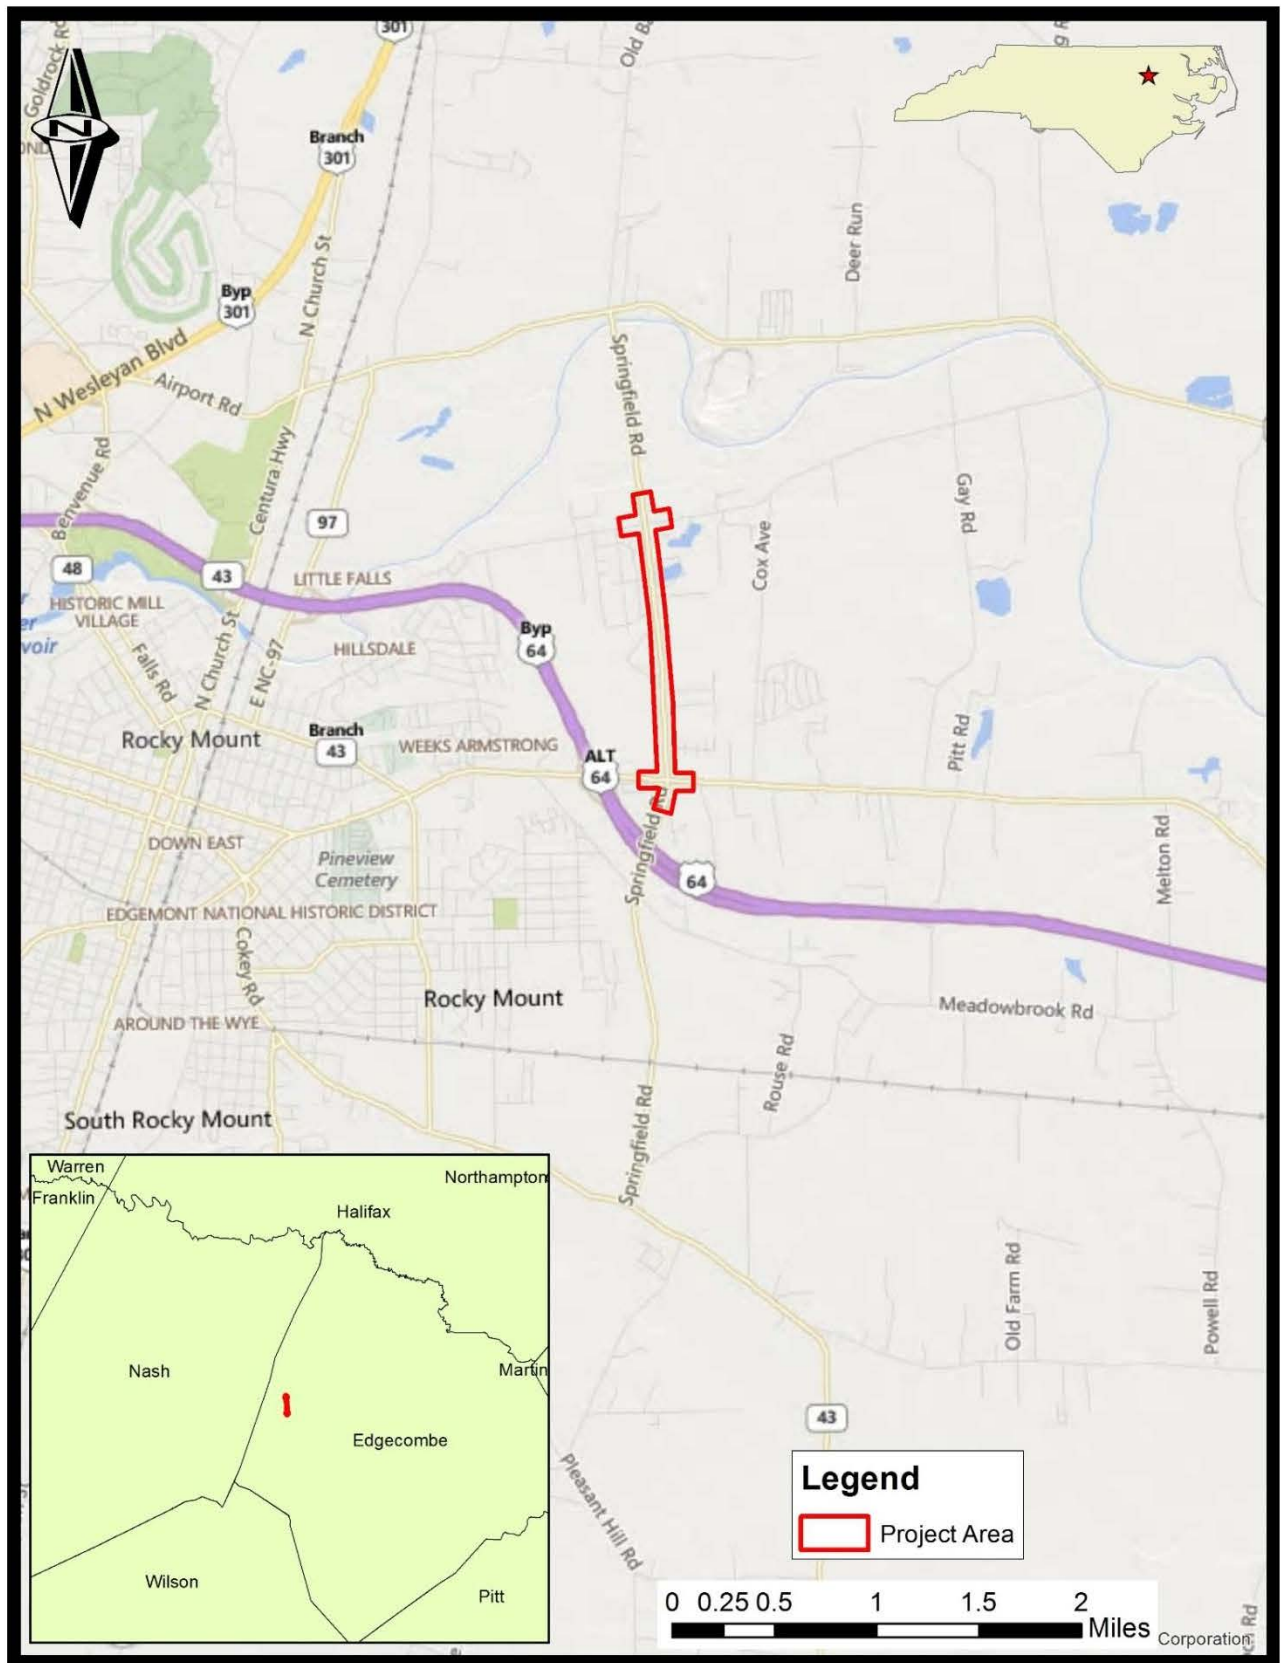 301
Old
Goldrock Rd
N
Branch
301
Deer Run
Byp
301
N Church St
N Wesleyan Blvd
Airport Rd
Springfield Rd
Benvenue Rd
Centura Hwy
97
Gay Rd
Cox Ave
48
43
LITTLE FALLS
HISTORIC MILL
VILLAGE
Byp
64
HILLSDALE
Falls Rd
N Church St
E NC-97
Rocky Mount
Branch
43
WEEKS ARMSTRONG
ALT
64
Pitt Rd
Springfield Rd
Melton Rd
DOWN EAST
Pineview
Cemetery
64
EDGEMONT NATIONAL HISTORIC DISTRICT
Cokey Rd
Rocky Mount
Meadowbrook Rd
AROUND THE WYE
Rouse Rd
South Rocky Mount
Springfield Rd
Old Farm Rd
Powell Rd
43
Pleasant Hill Rd
Warren
Franklin
Northampton
Halifax
Nash
Martin
Edgecombe
Wilson
Pitt
Legend
Project Area
0 0.25 0.5 1 1.5 2
Miles
Corporation